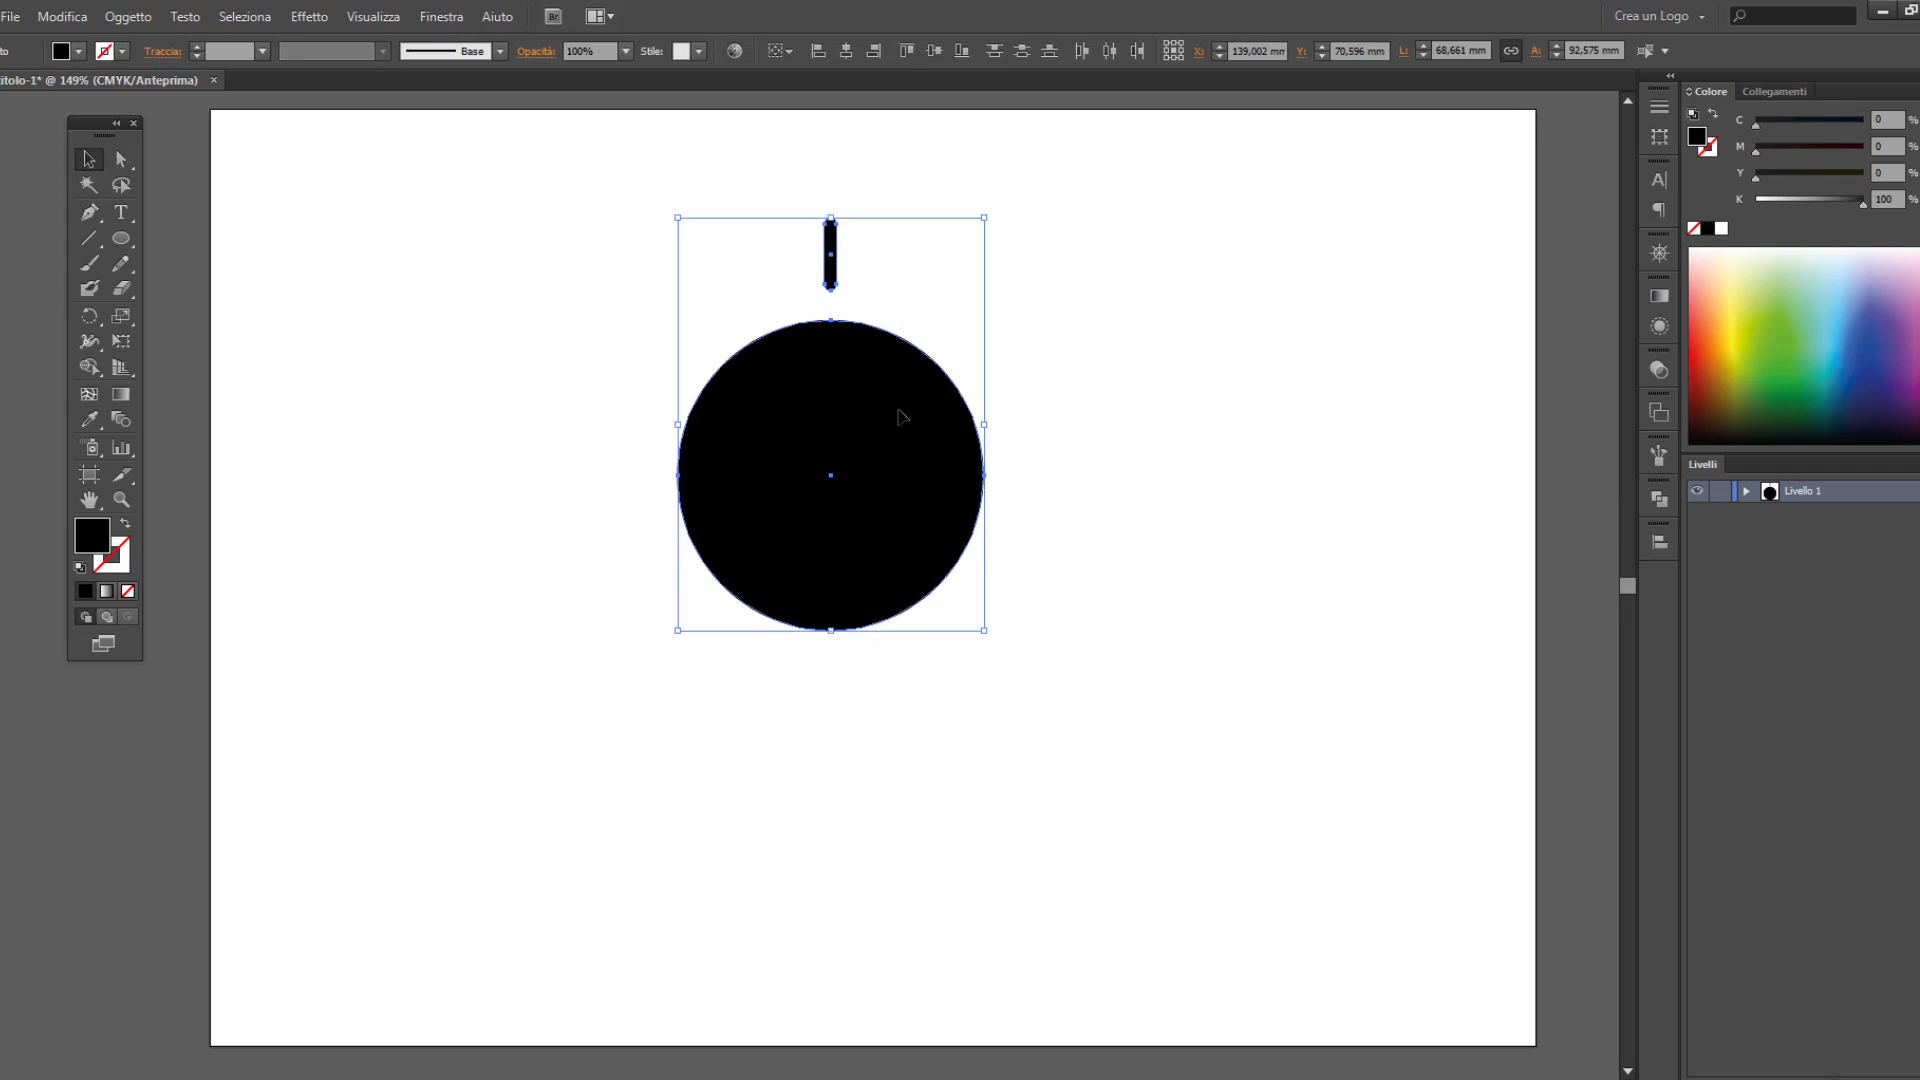 File Modifica Oggetto Testo Seleziona Effetto Visualizza Finestra Aiuto Br Crea un Logo
to Traccia: Base Opacità: 100% Stile: X: 139,002 mm Y: 70,596 mm L: 68,661 mm A: 92,575 mm
itolo-1* @ 149% (CMYK/Anteprima) ×
Colore Collegamenti
C 0 %
M 0 %
Y 0 %
K 100 %
Livelli
Livello 1